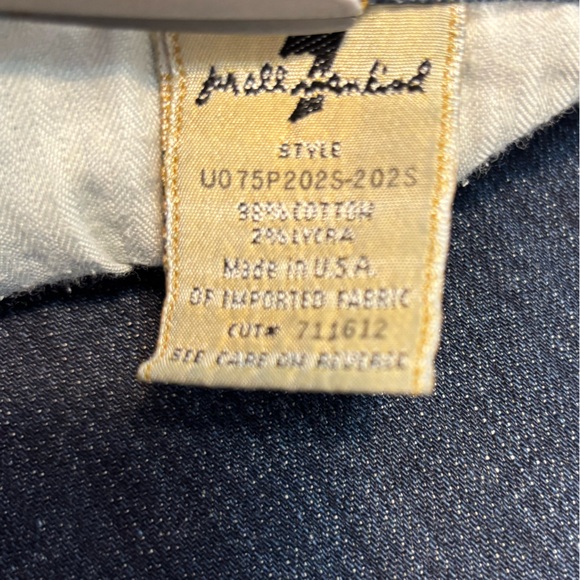 7
for all mankind
STYLE
U075P202S-202S
98% COTTON
2% LYCRA
Made in U.S.A.
OF IMPORTED FABRIC
CUT# 711612
SEE CARE ON REVERSE